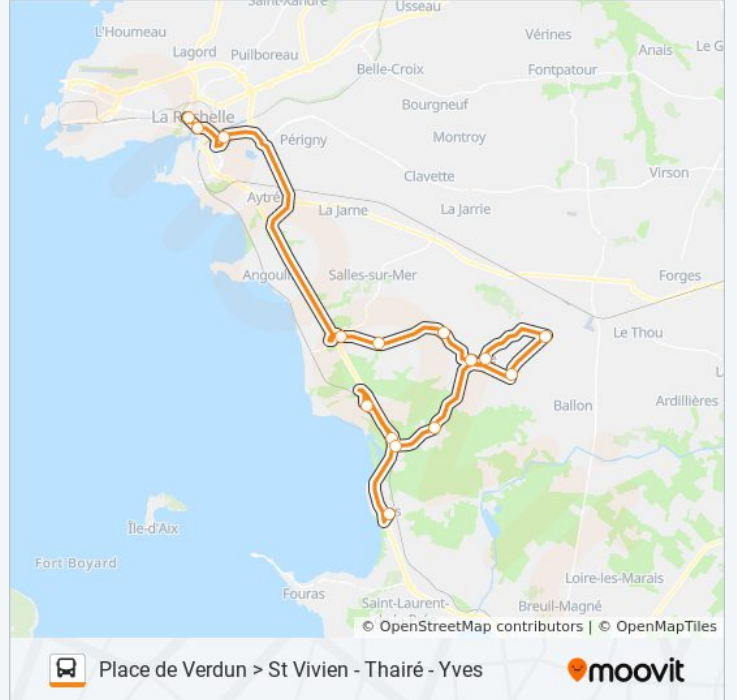 Saint-Xandre
Usseau
L'Houmeau
Vérines
Lagord
Puilboreau
Anais
Le G
Belle-Croix
Fontpatour
Bourgneuf
La Rochelle
Périgny
Montroy
Clavette
Virson
Aytré
La Jarne
La Jarrie
Angoulins
Salles-sur-Mer
Forges
Le Thou
Ballon
Ardillières
Île-d'Aix
Fort Boyard
Loire-les-Marais
Fouras
Saint-Laurent-
Breuil-Magné
© OpenStreetMap contributors | © OpenMapTiles
Place de Verdun > St Vivien - Thairé - Yves
moovit